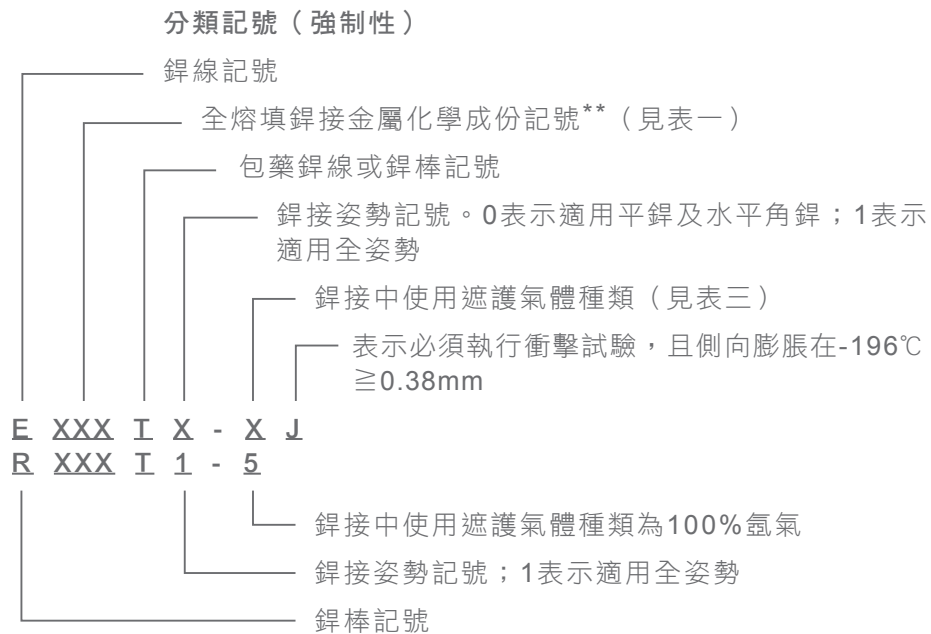 分類記號（強制性）
銲線記號
全熔填銲接金屬化學成份記號**（見表一）
包藥銲線或銲棒記號
銲接姿勢記號。0表示適用平銲及水平角銲；1表示
適用全姿勢
銲接中使用遮護氣體種類（見表三）
表示必須執行衝擊試驗，且側向膨脹在-196℃
≧0.38mm
E XXX T X - X J
R XXX T 1 - 5
銲接中使用遮護氣體種類為100%氬氣
銲接姿勢記號；1表示適用全姿勢
銲棒記號